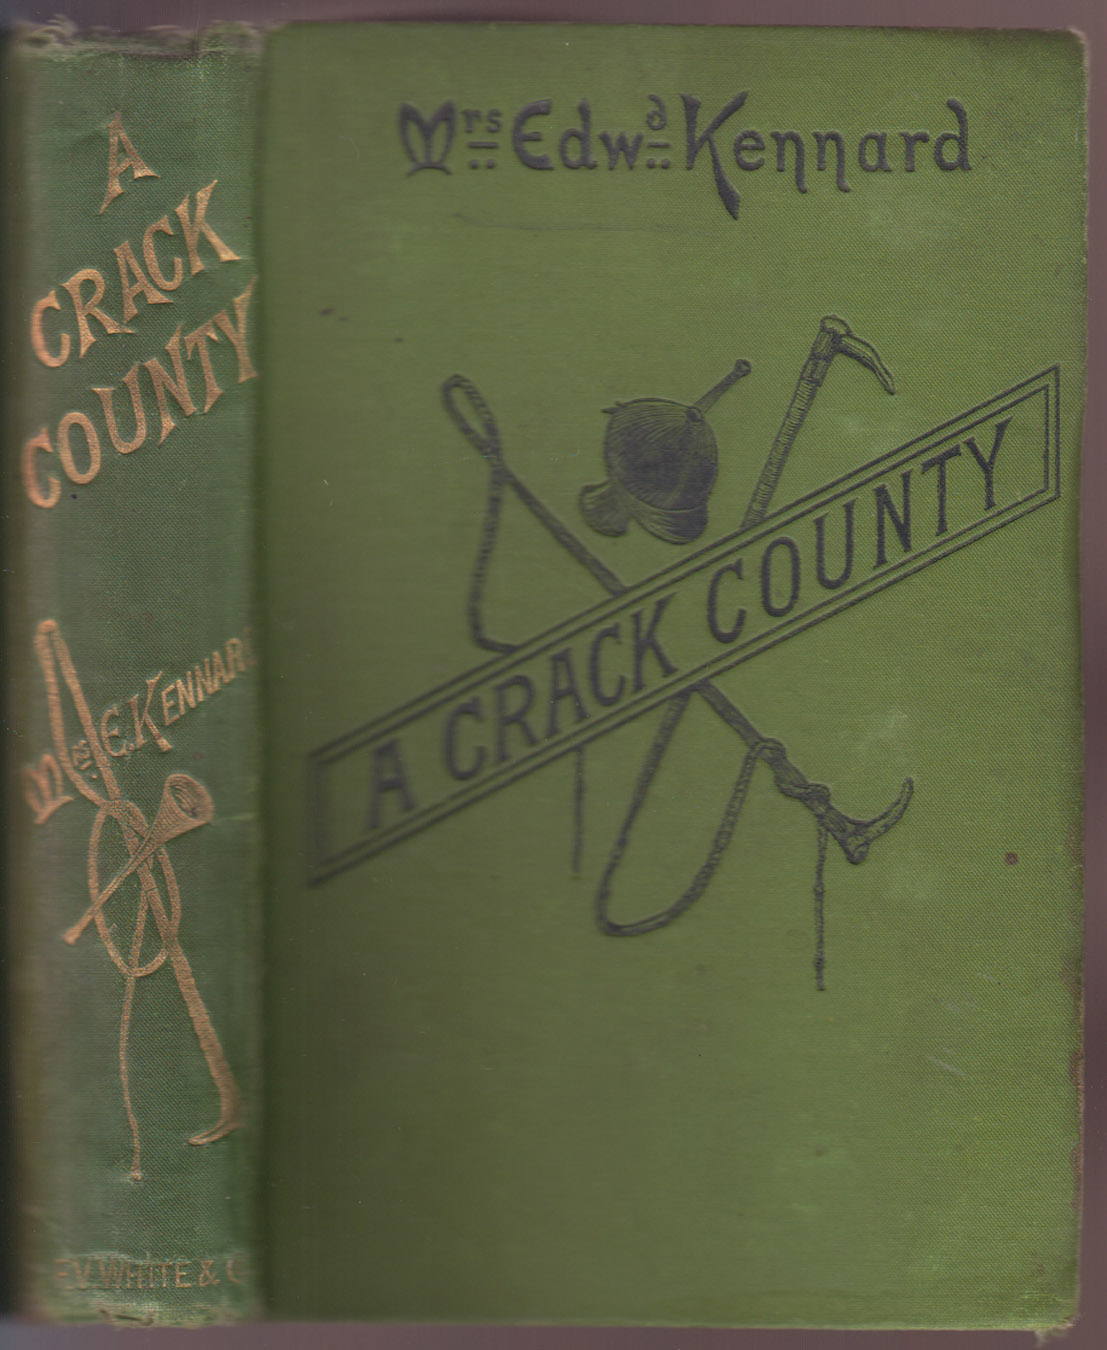 A
CRACK
COUNTY
Mrs E. KENNARD
F.V. WHITE & C
Mrs Edwd Kennard
A CRACK COUNTY